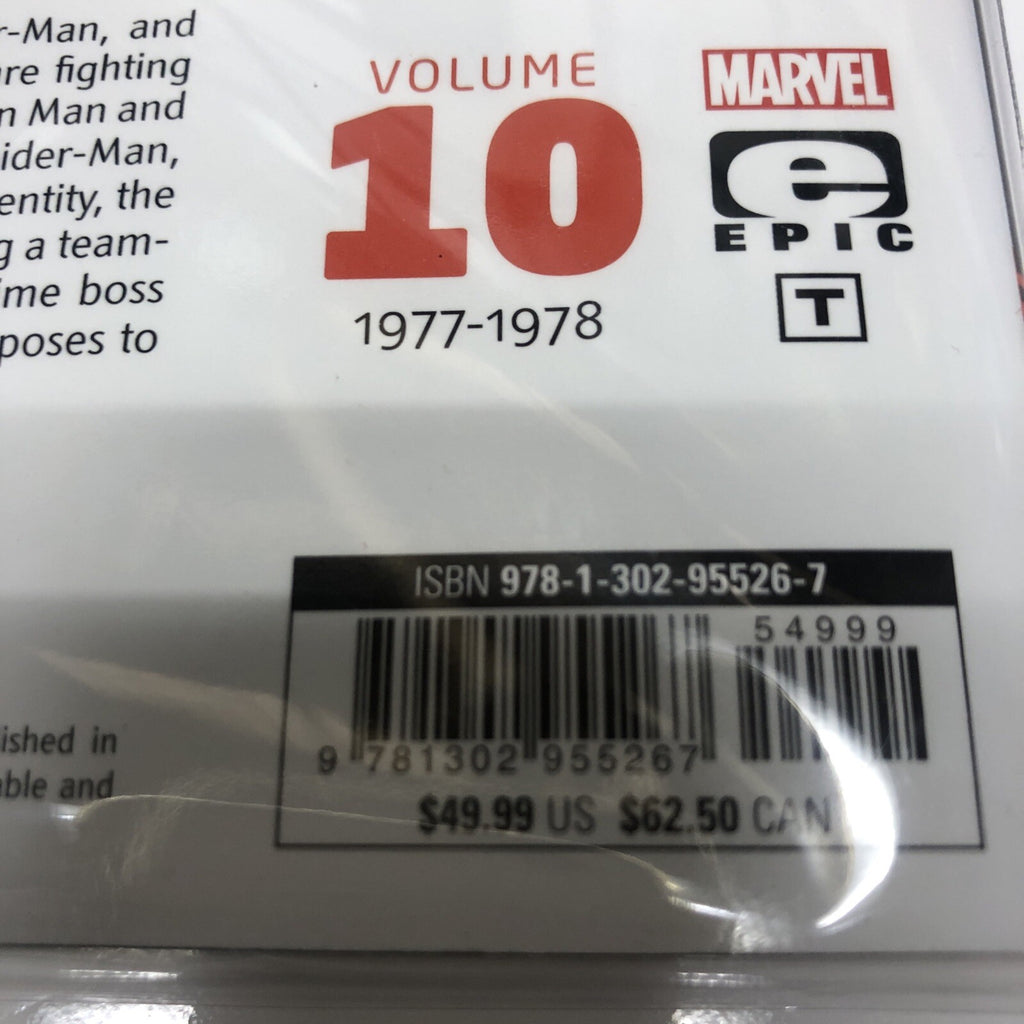 r-Man, and
re fighting
n Man and
ider-Man,
entity, the
g a team-
ime boss
poses to
VOLUME
10
1977-1978
MARVEL
e
EPIC
T
ished in
able and
ISBN 978-1-302-95526-7
54999
9 781302 955267
$49.99 US $62.50 CAN